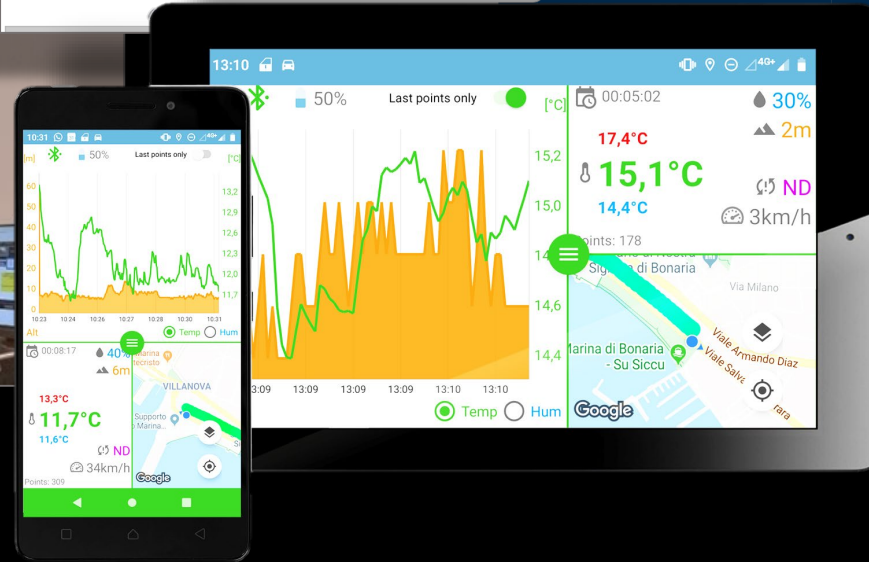 13:10
4G+
50%
Last points only
[°C]
15,2
15,0
14,6
14,4
13:09
13:09
13:09
13:09
13:10
13:10
Temp
Hum
00:05:02
30%
17,4°C
2m
15,1°C
ND
14,4°C
3km/h
Points: 178
di Bonaria
Via Milano
Marina di Bonaria
- Su Siccu
Viale Armando Diaz
Viale
Google
10:31
4G+
[m]
50%
Last points only
[°C]
60
50
40
30
20
10
0
13,2
12,9
12,6
12,3
12,0
11,7
10:23
10:24
10:26
10:27
10:28
10:30
10:31
Alt
Temp
Hum
00:08:17
40%
6m
13,3°C
11,7°C
11,6°C
ND
34km/h
Points: 309
VILLANOVA
Supporto
Marina...
Google